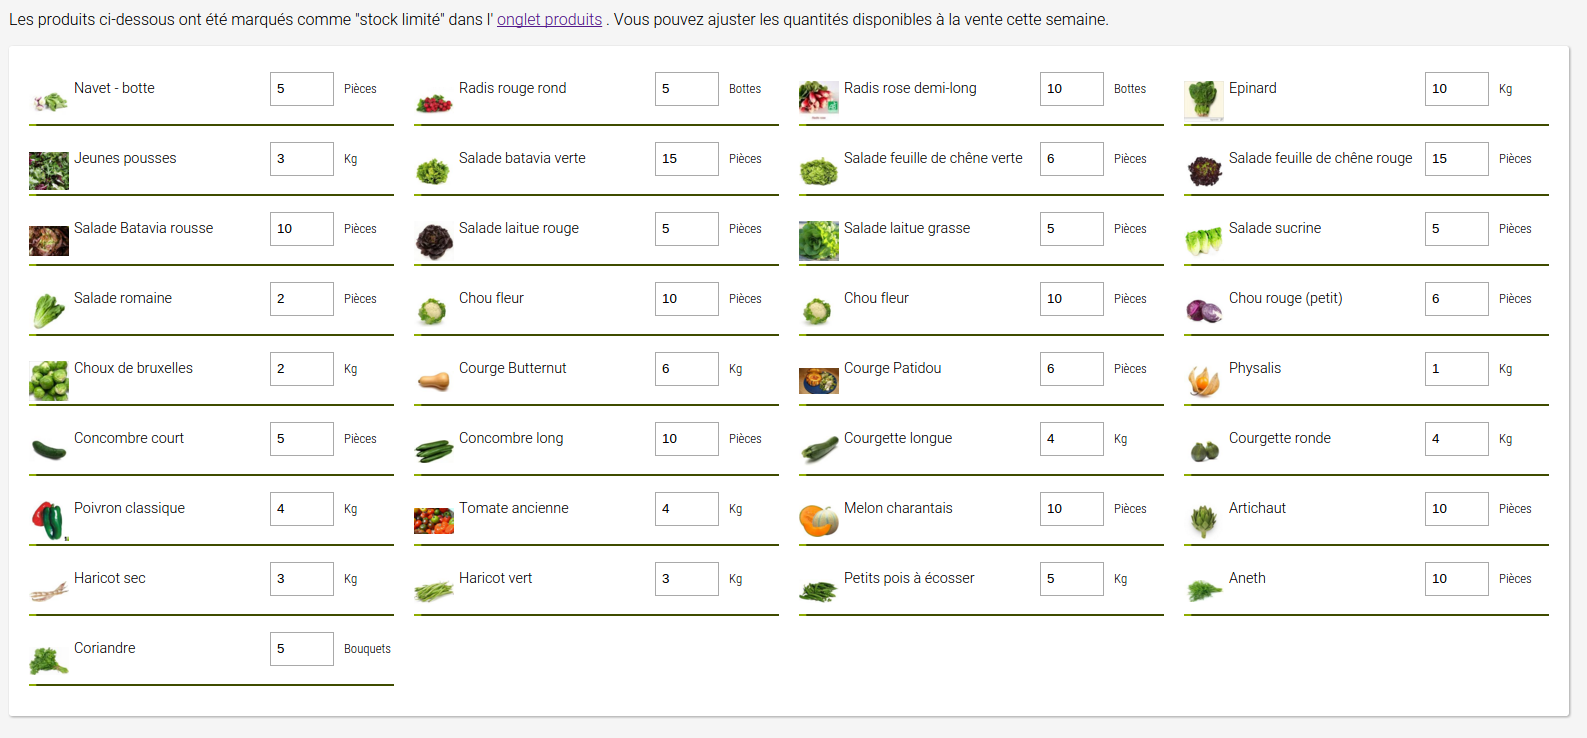 Les produits ci-dessous ont été marqués comme "stock limité" dans l' onglet produits . Vous pouvez ajuster les quantités disponibles à la vente cette semaine.
Navet - botte 5 Pièces Radis rouge rond 5 Bottes Radis rose demi-long 10 Bottes Epinard 10 Kg
Jeunes pousses 3 Kg Salade batavia verte 15 Pièces Salade feuille de chêne verte 6 Pièces Salade feuille de chêne rouge 15 Pièces
Salade Batavia rousse 10 Pièces Salade laitue rouge 5 Pièces Salade laitue grasse 5 Pièces Salade sucrine 5 Pièces
Salade romaine 2 Pièces Chou fleur 10 Pièces Chou fleur 10 Pièces Chou rouge (petit) 6 Pièces
Choux de bruxelles 2 Kg Courge Butternut 6 Kg Courge Patidou 6 Pièces Physalis 1 Kg
Concombre court 5 Pièces Concombre long 10 Pièces Courgette longue 4 Kg Courgette ronde 4 Kg
Poivron classique 4 Kg Tomate ancienne 4 Kg Melon charantais 10 Pièces Artichaut 10 Pièces
Haricot sec 3 Kg Haricot vert 3 Kg Petits pois à écosser 5 Kg Aneth 10 Pièces
Coriandre 5 Bouquets